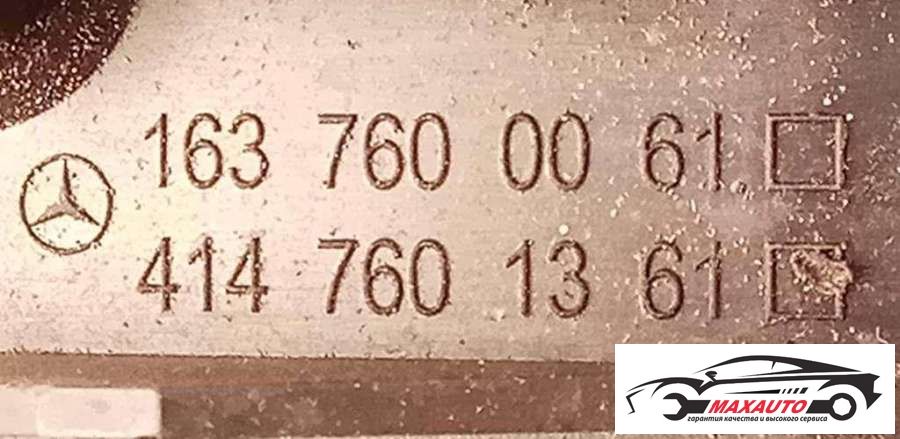 163 760 00 61
414 760 13 61
MAXAUTO
гарантия качества и высокого сервиса